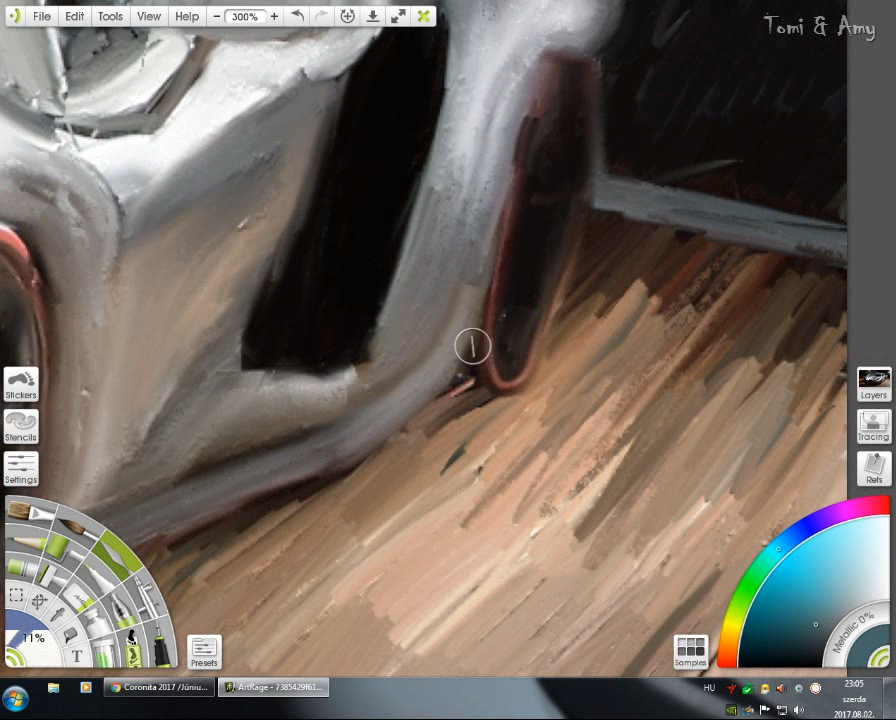 File Edit Tools View Help − 300% +
Tomi & Amy
Stickers
Stencils
Settings
Layers
Tracing
Refs
11%
T
Metallic 0%
Presets
Samples
Coronita 2017 /Júniu...
ArtRage - 7385429f61...
HU
23:05
szerda
2017.08.02.